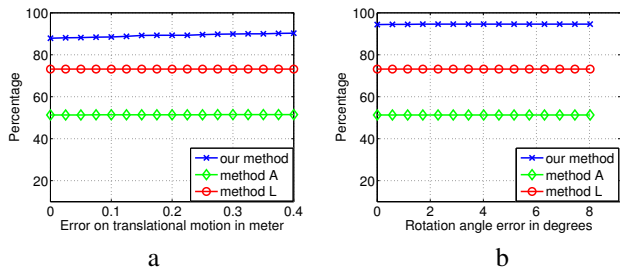 100
80
60
40
20
Percentage
0 0.1 0.2 0.3 0.4
Error on translational motion in meter
our method
method A
method L
a
100
80
60
40
20
Percentage
0 2 4 6 8
Rotation angle error in degrees
our method
method A
method L
b